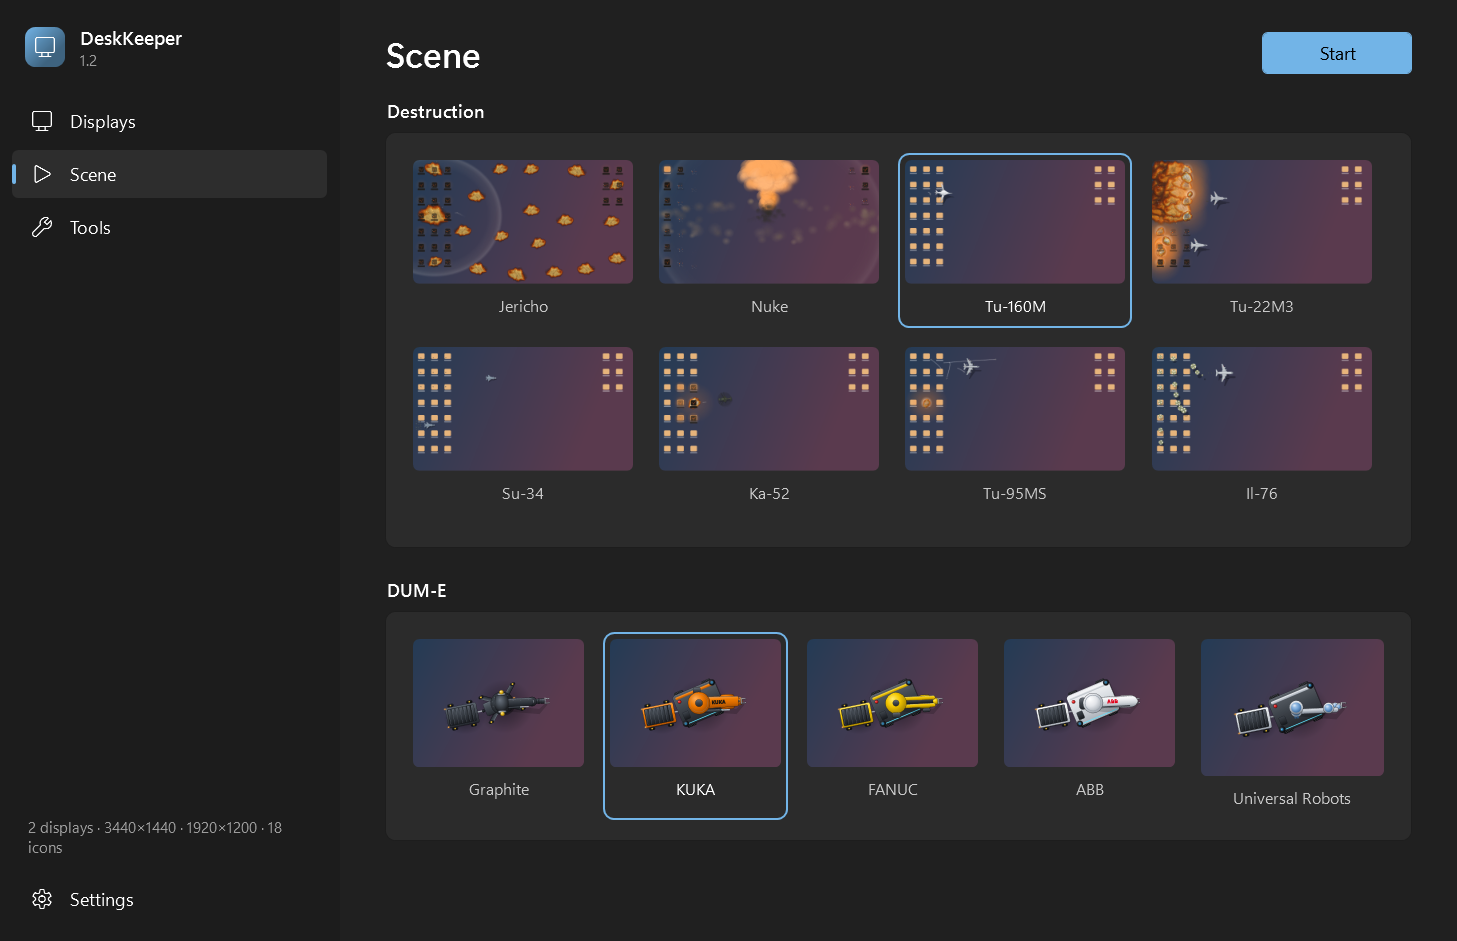 DeskKeeper
1.2
Displays
Scene
Tools
2 displays · 3440×1440 · 1920×1200 · 18
icons
Settings
Scene
Start
Destruction
Jericho
Nuke
Tu-160M
Tu-22M3
Su-34
Ka-52
Tu-95MS
Il-76
DUM-E
KUKA
ABB
Graphite
KUKA
FANUC
ABB
Universal Robots